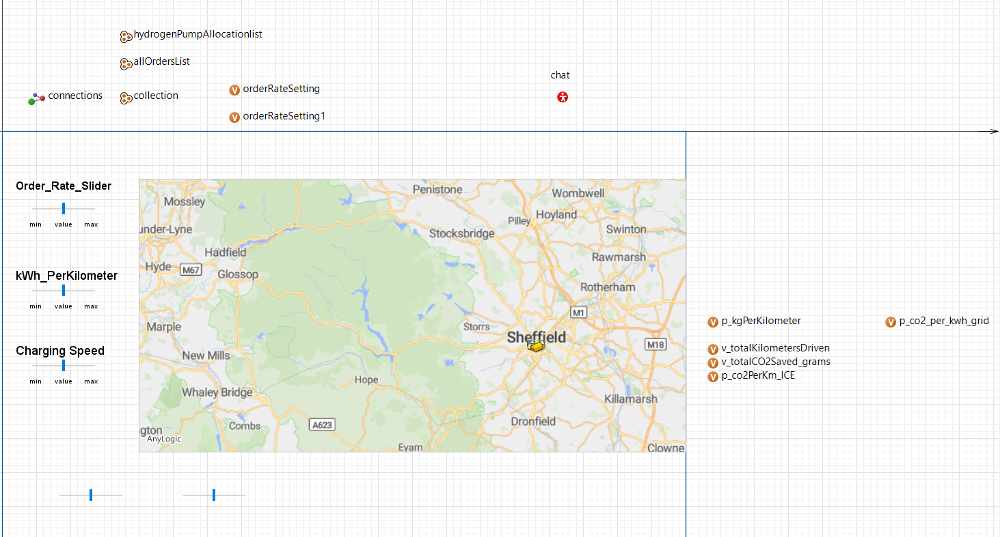 hydrogenPumpAllocationlist
allOrdersList
chat
connections
collection
orderRateSetting
orderRateSetting1
Order_Rate_Slider
min value max
kWh_PerKilometer
min value max
Charging Speed
min value max
Penistone
Wombwell
Mossley
Hoyland
Pilley
under-Lyne
Stocksbridge
Swinton
Hadfield
Rawmarsh
Hyde
M67
Glossop
Rotherham
M1
Marple
Storrs
Sheffield
M18
New Mills
Hope
Whaley Bridge
Killamarsh
Combs
A623
Dronfield
gton
AnyLogic
Eyam
Clowne
p_kgPerKilometer
p_co2_per_kwh_grid
v_totalKilometersDriven
v_totalCO2Saved_grams
p_co2PerKm_ICE